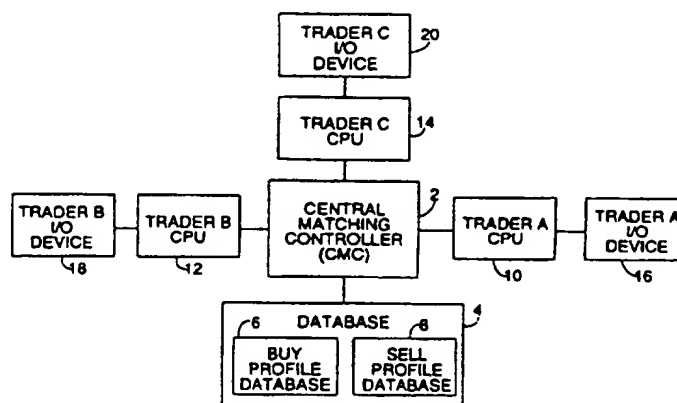 TRADER C
I/O
DEVICE
20
TRADER C
CPU
14
TRADER B
I/O
DEVICE
18
TRADER B
CPU
12
CENTRAL
MATCHING
CONTROLLER
(CMC)
2
TRADER A
CPU
10
TRADER A
I/O
DEVICE
16
DATABASE
4
6
BUY
PROFILE
DATABASE
8
SELL
PROFILE
DATABASE